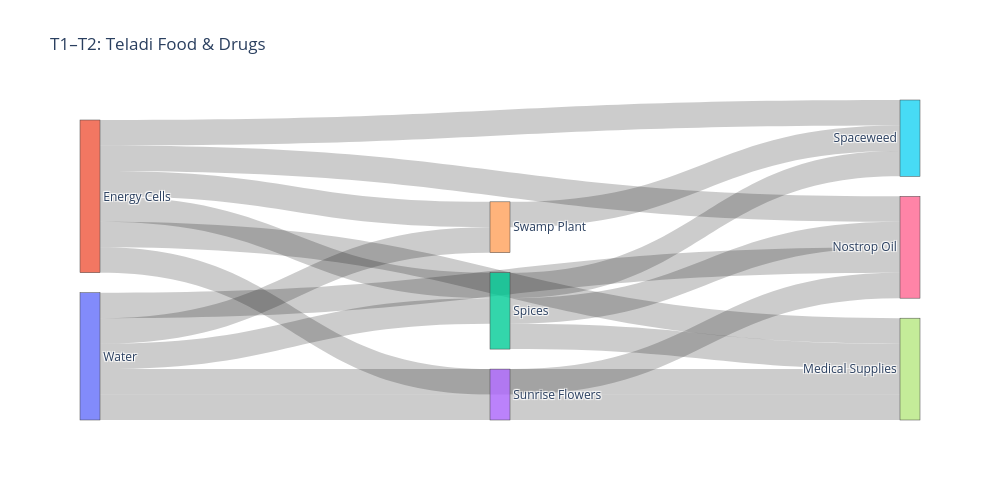 T1–T2: Teladi Food & Drugs
Spaceweed
Energy Cells
Swamp Plant
Nostrop Oil
Spices
Water
Medical Supplies
Sunrise Flowers